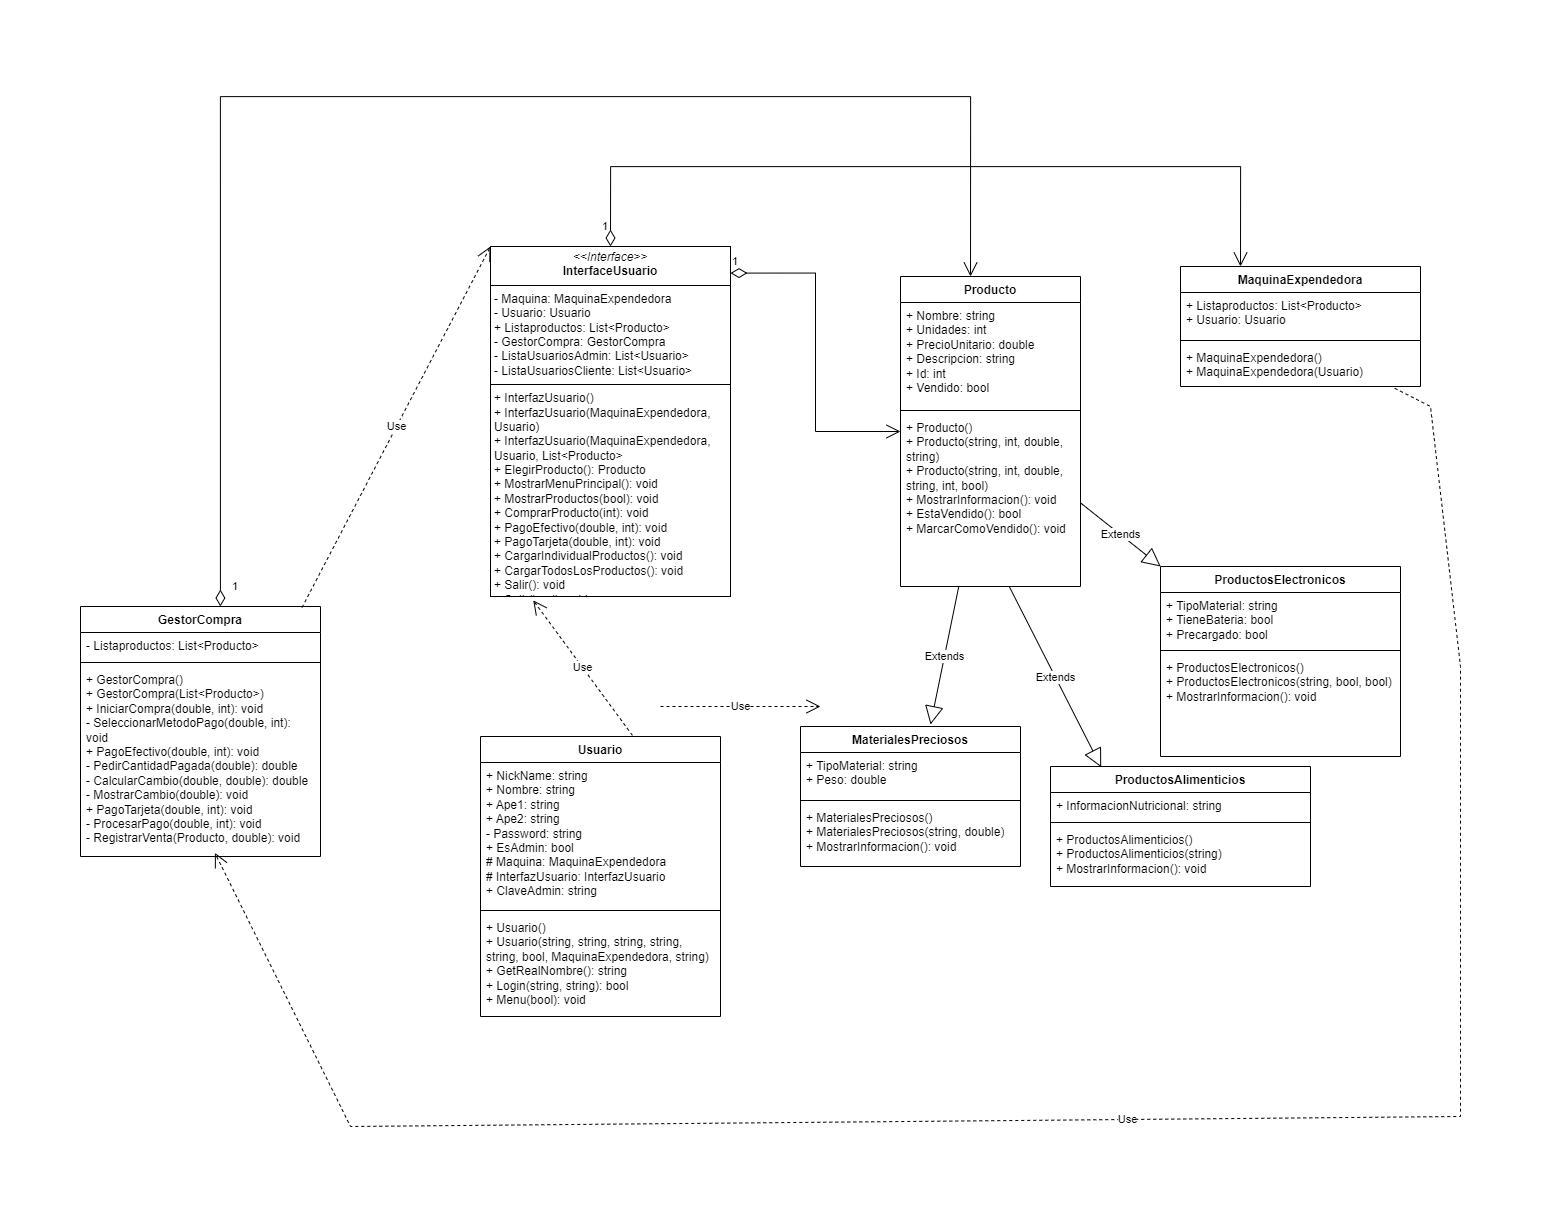 1
<<Interface>>
InterfaceUsuario
- Maquina: MaquinaExpendedora
- Usuario: Usuario
+ Listaproductos: List<Producto>
- GestorCompra: GestorCompra
- ListaUsuariosAdmin: List<Usuario>
- ListaUsuariosCliente: List<Usuario>
+ InterfazUsuario()
+ InterfazUsuario(MaquinaExpendedora,
Usuario)
+ InterfazUsuario(MaquinaExpendedora,
Usuario, List<Producto>
+ ElegirProducto(): Producto
+ MostrarMenuPrincipal(): void
+ MostrarProductos(bool): void
+ ComprarProducto(int): void
+ PagoEfectivo(double, int): void
+ PagoTarjeta(double, int): void
+ CargarIndividualProductos(): void
+ CargarTodosLosProductos(): void
+ Salir(): void
1
Producto
+ Nombre: string
+ Unidades: int
+ PrecioUnitario: double
+ Descripcion: string
+ Id: int
+ Vendido: bool
+ Producto()
+ Producto(string, int, double,
string)
+ Producto(string, int, double,
string, int, bool)
+ MostrarInformacion(): void
+ EstaVendido(): bool
+ MarcarComoVendido(): void
MaquinaExpendedora
+ Listaproductos: List<Producto>
+ Usuario: Usuario
+ MaquinaExpendedora()
+ MaquinaExpendedora(Usuario)
Use
Extends
ProductosElectronicos
+ TipoMaterial: string
+ TieneBateria: bool
+ Precargado: bool
+ ProductosElectronicos()
+ ProductosElectronicos(string, bool, bool)
+ MostrarInformacion(): void
1
GestorCompra
- Listaproductos: List<Producto>
+ GestorCompra()
+ GestorCompra(List<Producto>)
+ IniciarCompra(double, int): void
- SeleccionarMetodoPago(double, int):
void
+ PagoEfectivo(double, int): void
- PedirCantidadPagada(double): double
- CalcularCambio(double, double): double
- MostrarCambio(double): void
+ PagoTarjeta(double, int): void
- ProcesarPago(double, int): void
- RegistrarVenta(Producto, double): void
Use
Extends
Extends
Use
Usuario
+ NickName: string
+ Nombre: string
+ Ape1: string
+ Ape2: string
- Password: string
+ EsAdmin: bool
# Maquina: MaquinaExpendedora
# InterfazUsuario: InterfazUsuario
+ ClaveAdmin: string
+ Usuario()
+ Usuario(string, string, string, string,
string, bool, MaquinaExpendedora, string)
+ GetRealNombre(): string
+ Login(string, string): bool
+ Menu(bool): void
MaterialesPreciosos
+ TipoMaterial: string
+ Peso: double
+ MaterialesPreciosos()
+ MaterialesPreciosos(string, double)
+ MostrarInformacion(): void
ProductosAlimenticios
+ InformacionNutricional: string
+ ProductosAlimenticios()
+ ProductosAlimenticios(string)
+ MostrarInformacion(): void
Use